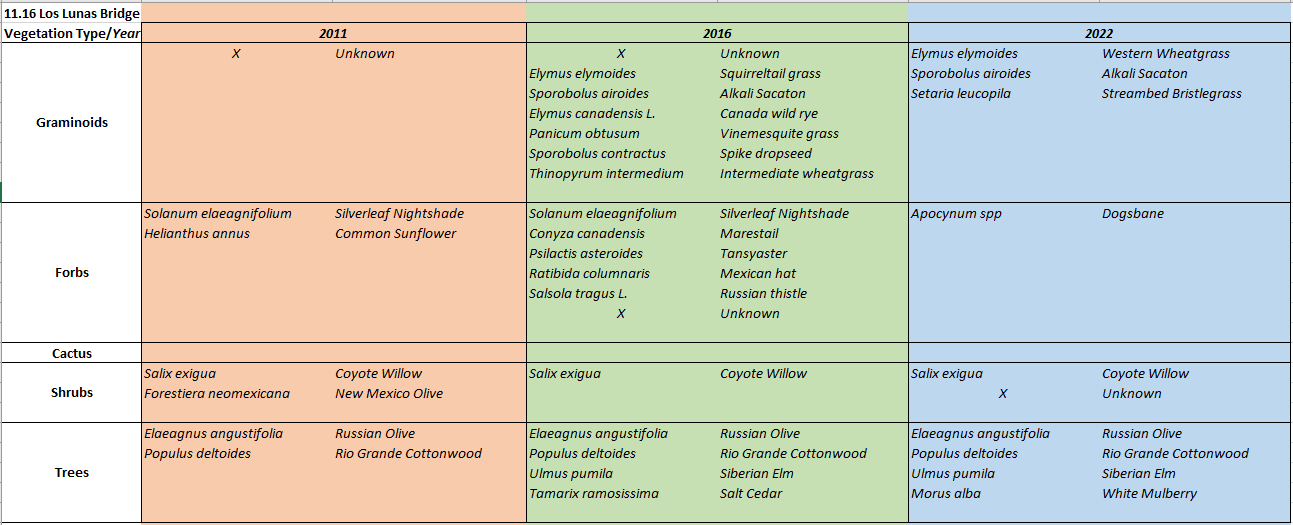 11.16 Los Lunas Bridge
Vegetation Type/Year 2011 2016 2022
X Unknown X Unknown Elymus elymoides Western Wheatgrass
Elymus elymoides Squirreltail grass Sporobolus airoides Alkali Sacaton
Sporobolus airoides Alkali Sacaton Setaria leucopila Streambed Bristlegrass
Graminoids Elymus canadensis L. Canada wild rye
Panicum obtusum Vinemesquite grass
Sporobolus contractus Spike dropseed
Thinopyrum intermedium Intermediate wheatgrass
Solanum elaeagnifolium Silverleaf Nightshade Solanum elaeagnifolium Silverleaf Nightshade Apocynum spp Dogsbane
Helianthus annus Common Sunflower Conyza canadensis Marestail
Psilactis asteroides Tansyaster
Forbs Ratibida columnaris Mexican hat
Salsola tragus L. Russian thistle
X Unknown
Cactus
Salix exigua Coyote Willow Salix exigua Coyote Willow Salix exigua Coyote Willow
Shrubs Forestiera neomexicana New Mexico Olive X Unknown
Elaeagnus angustifolia Russian Olive Elaeagnus angustifolia Russian Olive Elaeagnus angustifolia Russian Olive
Populus deltoides Rio Grande Cottonwood Populus deltoides Rio Grande Cottonwood Populus deltoides Rio Grande Cottonwood
Trees Ulmus pumila Siberian Elm Ulmus pumila Siberian Elm
Tamarix ramosissima Salt Cedar Morus alba White Mulberry